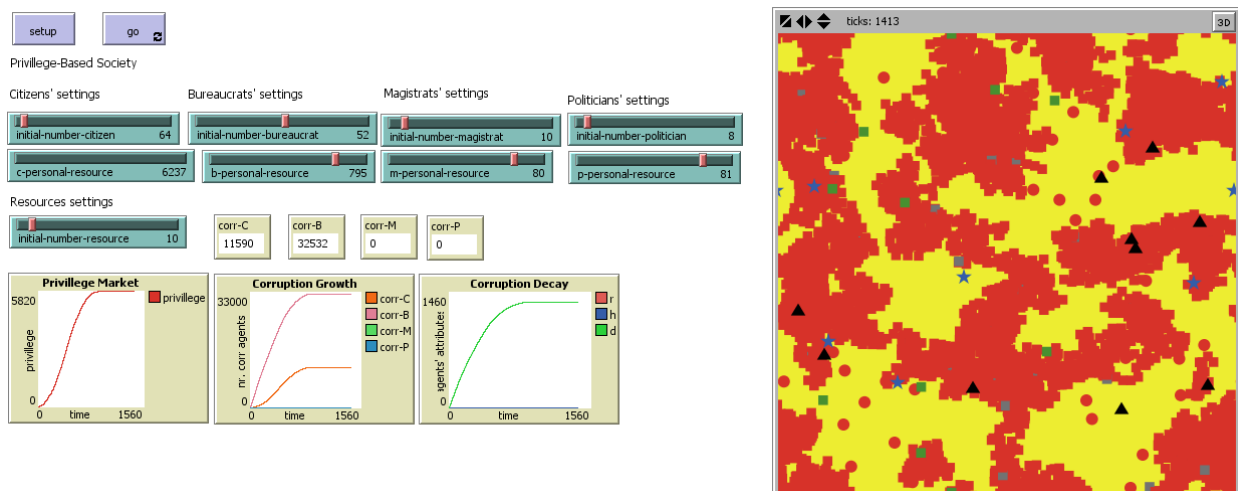 setup
go
ticks: 1413
3D
Privillege-Based Society
Citizens' settings
Bureaucrats' settings
Magistrats' settings
Politicians' settings
initial-number-citizen 64
initial-number-bureaucrat 52
initial-number-magistrat 10
initial-number-politician 8
c-personal-resource 6237
b-personal-resource 795
m-personal-resource 80
p-personal-resource 81
Resources settings
initial-number-resource 10
corr-C
11590
corr-B
32532
corr-M
0
corr-P
0
Privillege Market
5820
privillege
0
0
time
1560
privillege
Corruption Growth
33000
nr. corr agents
0
0
time
1560
corr-C
corr-B
corr-M
corr-P
Corruption Decay
1460
agents' attributes
0
0
time
1560
r
h
d